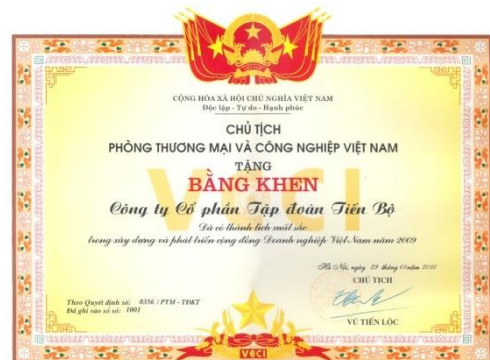 CỘNG HÒA XÃ HỘI CHỦ NGHĨA VIỆT NAM
Độc lập - Tự do - Hạnh phúc
CHỦ TỊCH
PHÒNG THƯƠNG MẠI VÀ CÔNG NGHIỆP VIỆT NAM
TẶNG
BẰNG KHEN
VCCI
Công ty Cổ phần Tập đoàn Tiến Bộ
Đã có thành tích xuất sắc
trong xây dựng và phát triển cộng đồng Doanh nghiệp Việt Nam năm 2009
Hà Nội, ngày 29 tháng 01 năm 2010
CHỦ TỊCH
Theo Quyết định số: 0356 / PTM - TĐKT
Đã ghi vào sổ số: 1001
VŨ TIẾN LỘC
VCCI